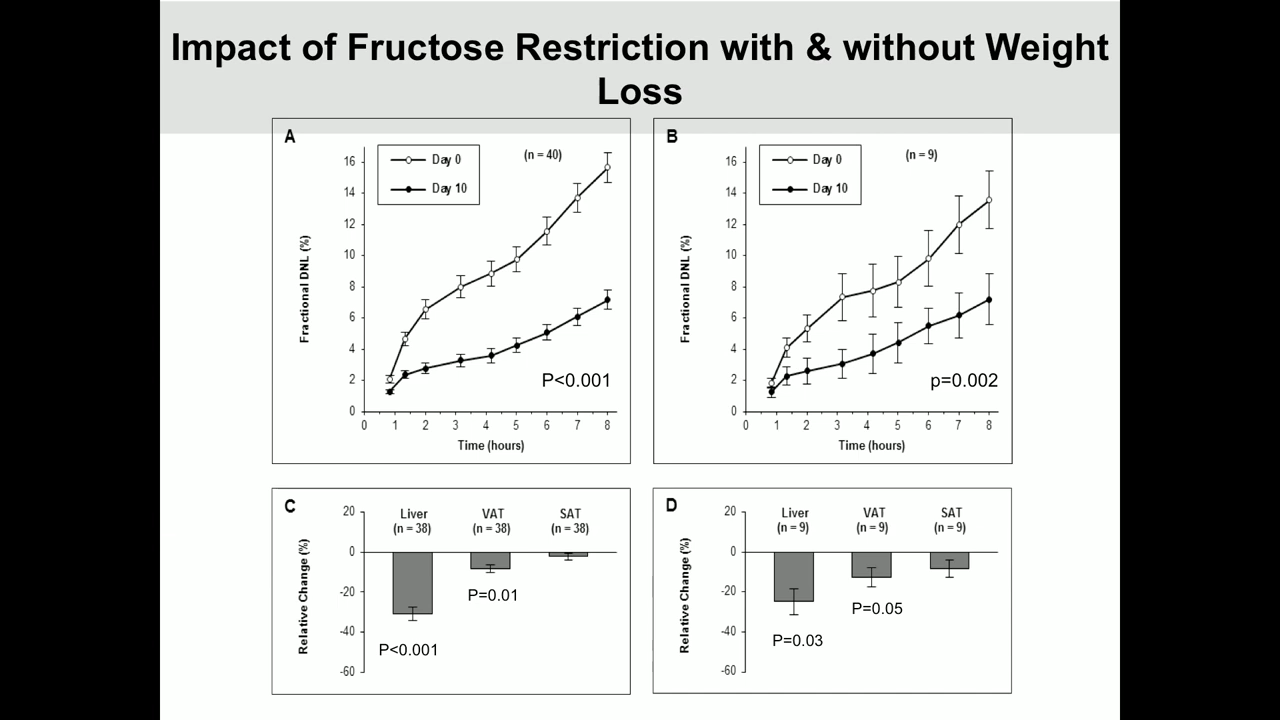 Impact of Fructose Restriction with & without Weight
Loss
A
Day 0
Day 10
(n = 40)
16
14
12
10
8
6
4
2
0
Fractional DNL (%)
P<0.001
0 1 2 3 4 5 6 7 8
Time (hours)
B
Day 0
Day 10
(n = 9)
16
14
12
10
8
6
4
2
0
Fractional DNL (%)
p=0.002
0 1 2 3 4 5 6 7 8
Time (hours)
C
Liver VAT SAT
(n = 38) (n = 38) (n = 38)
20
0
-20
-40
-60
Relative Change (%)
P=0.01
P<0.001
D
Liver VAT SAT
(n = 9) (n = 9) (n = 9)
20
0
-20
-40
-60
Relative Change (%)
P=0.05
P=0.03